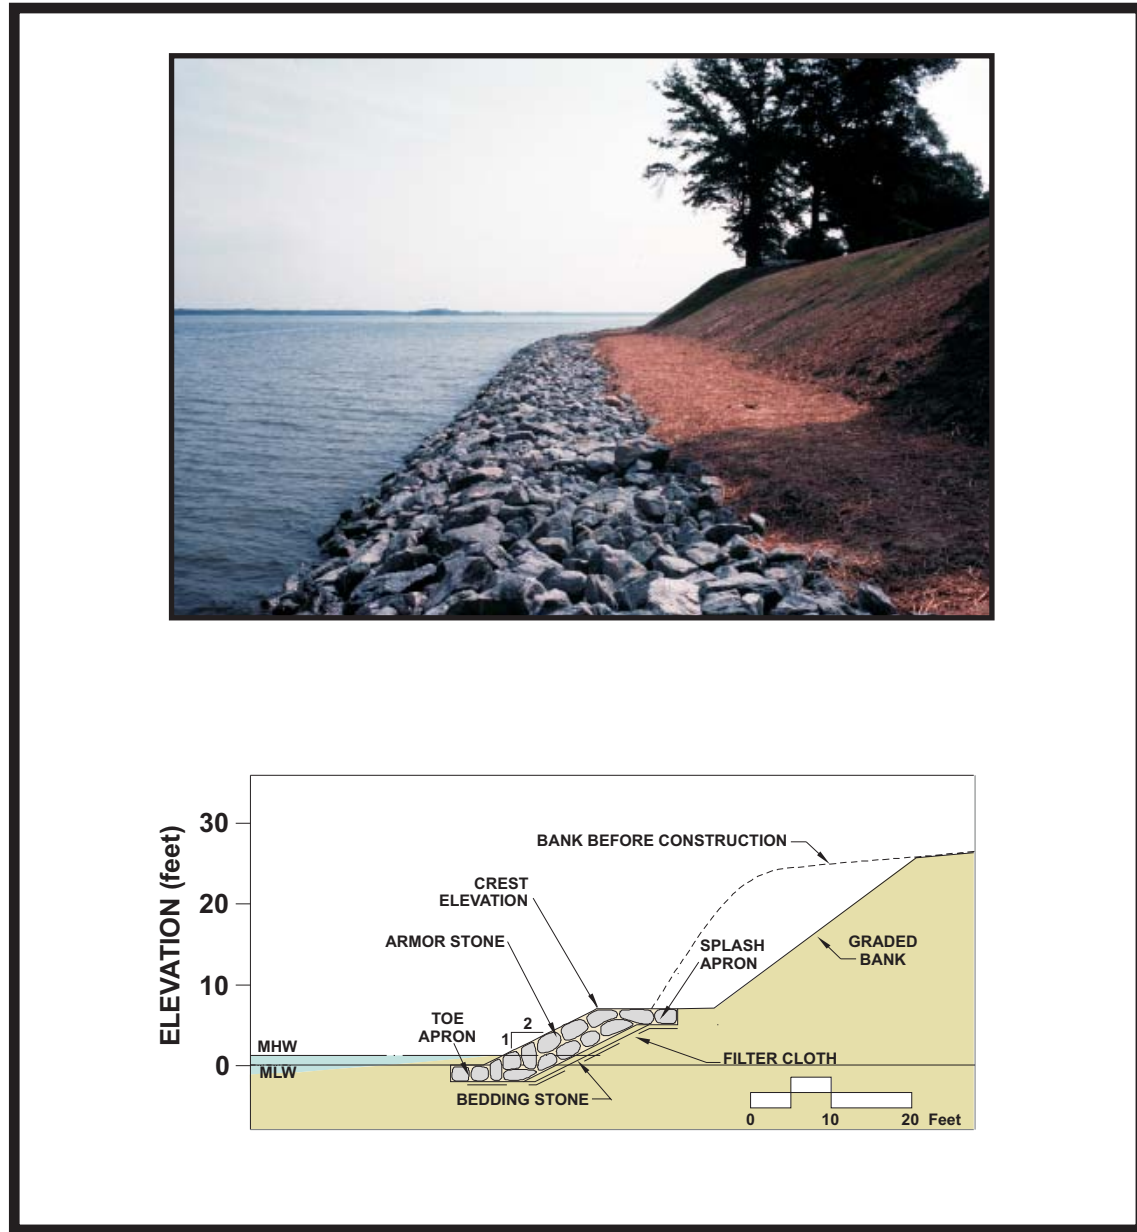 ELEVATION (feet)
30
20
10
0
BANK BEFORE CONSTRUCTION
CREST
ELEVATION
ARMOR STONE
SPLASH
APRON
GRADED
BANK
TOE
APRON
2
1
MHW
MLW
FILTER CLOTH
BEDDING STONE
0 10 20 Feet